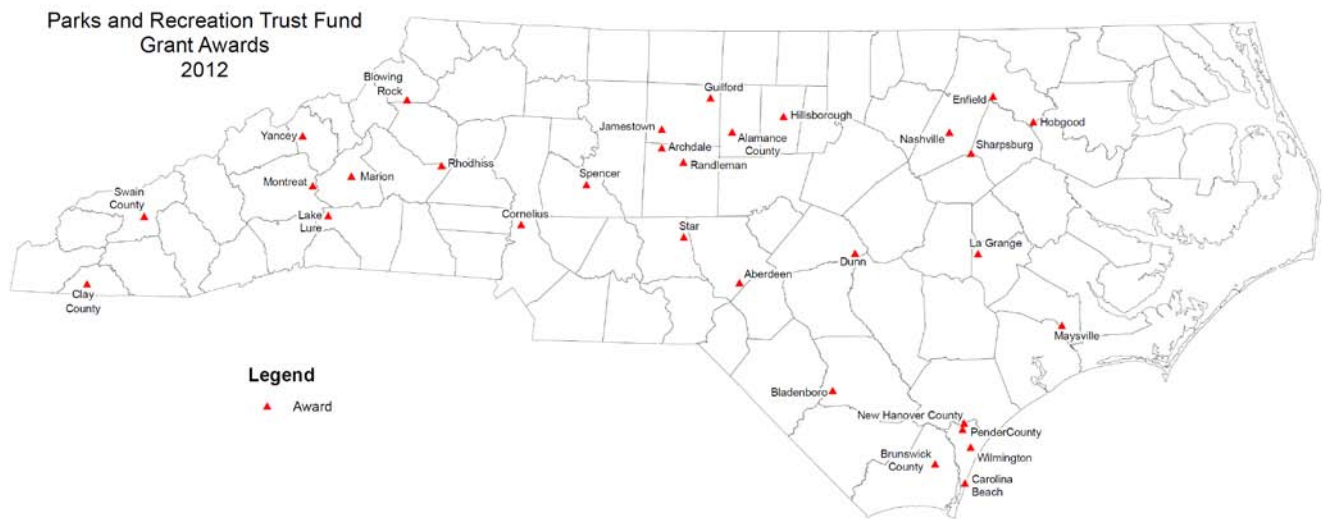 Parks and Recreation Trust Fund
Grant Awards
2012
Blowing
Rock
Guilford
Enfield
Hillsborough
Hobgood
Jamestown
Yancey
Alamance
County
Nashville
Archdale
Sharpsburg
Randleman
Rhodhiss
Marion
Montreat
Spencer
Swain
County
Lake
Lure
Cornelius
Star
La Grange
Dunn
Aberdeen
Clay
County
Maysville
Legend
Award
Bladenboro
New Hanover County
PenderCounty
Wilmington
Brunswick
County
Carolina
Beach